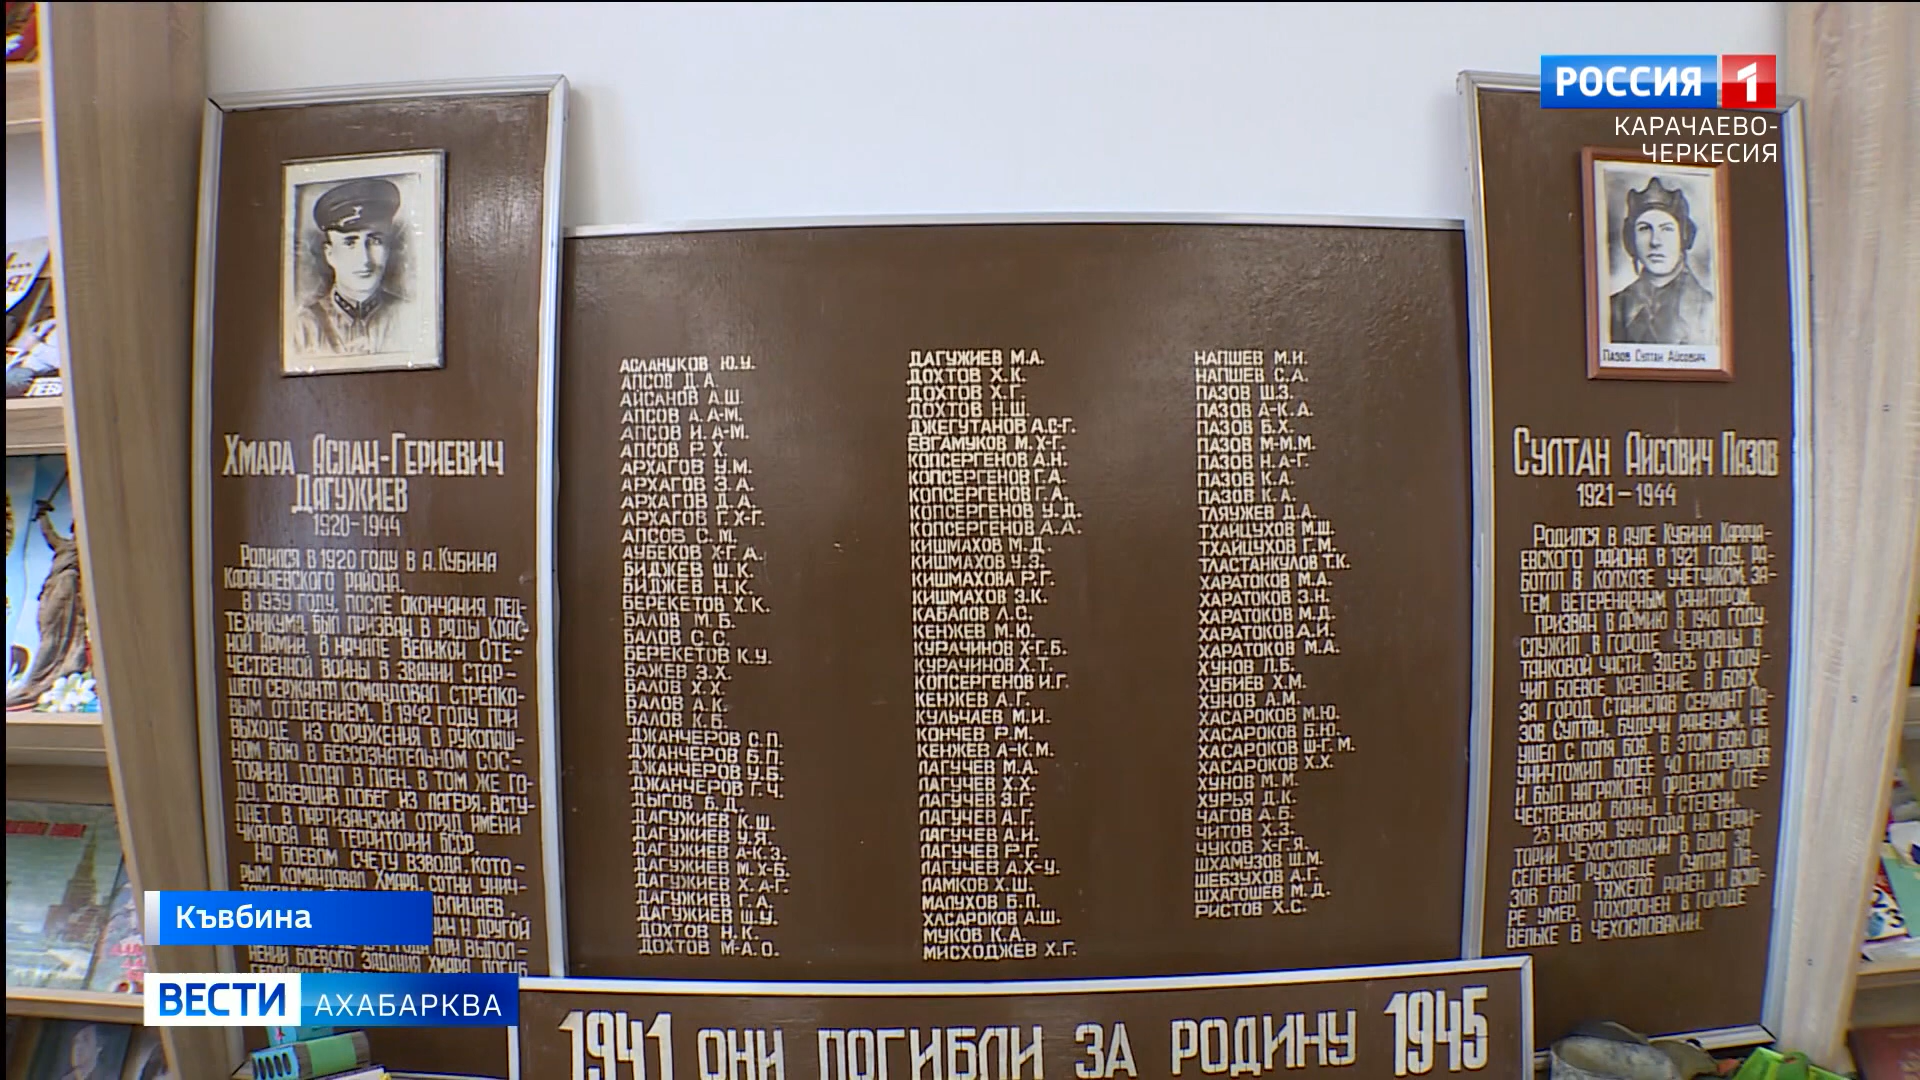 РОССИЯ 1
КАРАЧАЕВО-
ЧЕРКЕСИЯ
ХМАРА АСЛАН-ГЕРИЕВИЧ
ДАГУЖИЕВ
1920-1944
РОДИЛСЯ В 1920 ГОДУ В А. КУБИНА
КАРАЧАЕВСКОГО РАЙОНА.
В 1939 ГОДУ, ПОСЛЕ ОКОНЧАНИЯ ПЕД-
ТЕХНИКУМА, БЫЛ ПРИЗВАН В РЯДЫ КРАС-
НОЙ АРМИИ. В НАЧАЛЕ ВЕЛИКОЙ ОТЕ-
ЧЕСТВЕННОЙ ВОЙНЫ В ЗВАНИИ СТАР-
ШЕГО СЕРЖАНТА КОМАНДОВАЛ СТРЕЛКО-
ВЫМ ОТДЕЛЕНИЕМ. В 1942 ГОДУ ПРИ
ВЫХОДЕ ИЗ ОКРУЖЕНИЯ В РУКОПАШ-
НОМ БОЮ В БЕССОЗНАТЕЛЬНОМ СОС-
ТОЯНИИ ПОПАЛ В ПЛЕН. В ТОМ ЖЕ ГО-
ДУ, СОВЕРШИВ ПОБЕГ ИЗ ЛАГЕРЯ, ВСТУ-
ПАЕТ В ПАРТИЗАНСКИЙ ОТРЯД ИМЕНИ
ЧКАЛОВА НА ТЕРРИТОРИИ БССР.
НА БОЕВОМ СЧЕТУ ВЗВОДА, КОТО-
РЫМ КОМАНДОВАЛ ХМАРА, СОТНИ УНИЧ-
ПОЛИЦАЕВ,
И ДРУГОЙ
ГОДА ПРИ ВЫПОЛ-
НЕНИИ БОЕВОГО ЗАДАНИЯ ХМАРА ПОГИБ
АСЛАНУКОВ Ю.У.
АПСОВ Д.А.
АЙСАНОВ А.Ш.
АПСОВ А.А-М.
АПСОВ И.А-М.
АПСОВ Р.Х.
АРХАГОВ У.М.
АРХАГОВ З.А.
АРХАГОВ Д.А.
АРХАГОВ Г.Х-Г.
АПСОВ С.М.
АУБЕКОВ Х-Г.А.
БИДЖЕВ Ш.К.
БИДЖЕВ Н.К.
БЕРЕКЕТОВ Х.К.
БАЛОВ М.Б.
БАЛОВ С.С.
БЕРЕКЕТОВ К.У.
БАЖЕВ З.Х.
БАЛОВ Х.Х.
БАЛОВ А.К.
БАЛОВ К.Б.
ДЖАНЧЕРОВ С.П.
ДЖАНЧЕРОВ Б.П.
ДЖАНЧЕРОВ У.Б.
ДЖАНЧЕРОВ Г.Ч.
ДЫГОВ Б.Д.
ДАГУЖИЕВ К.Ш.
ДАГУЖИЕВ У.Я.
ДАГУЖИЕВ А-К.З.
ДАГУЖИЕВ М.Х-Б.
ДАГУЖИЕВ Х.А-Г.
ДАГУЖИЕВ Г.А.
ДАГУЖИЕВ Ш.У.
ДОХТОВ Н.К.
ДОХТОВ М-А.О.
ДАГУЖИЕВ М.А.
ДОХТОВ Х.К.
ДОХТОВ Х.Г.
ДОХТОВ Н.Ш.
ДЖЕГУТАНОВ А.С-Г.
ЕВГАМУКОВ М.Х-Г.
КОПСЕРГЕНОВ А.Н.
КОПСЕРГЕНОВ Г.А.
КОПСЕРГЕНОВ Г.А.
КОПСЕРГЕНОВ У.Д.
КОПСЕРГЕНОВ А.А.
КИШМАХОВ М.Д.
КИШМАХОВ У.З.
КИШМАХОВА Р.Г.
КИШМАХОВ З.К.
КАБАЛОВ Л.С.
КЕНЖЕВ М.Ю.
КУРАЧИНОВ Х-Г.Б.
КУРАЧИНОВ Х.Т.
КОПСЕРГЕНОВ И.Г.
КЕНЖЕВ А.Г.
КУЛЬЧАЕВ М.И.
КОНЧЕВ Р.М.
КЕНЖЕВ А-К.М.
ЛАГУЧЕВ М.А.
ЛАГУЧЕВ Х.Х.
ЛАГУЧЕВ З.Г.
ЛАГУЧЕВ А.Г.
ЛАГУЧЕВ А.И.
ЛАГУЧЕВ Р.Г.
ЛАГУЧЕВ А.Х-У.
ЛАМКОВ Х.Ш.
МАЛУХОВ Б.П.
ХАСАРОКОВ А.Ш.
МУКОВ К.А.
МИСХОДЖЕВ Х.Г.
НАПШЕВ М.И.
НАПШЕВ С.А.
ПАЗОВ Ш.З.
ПАЗОВ А-К.А.
ПАЗОВ Б.Х.
ПАЗОВ М-М.М.
ПАЗОВ Н.А-Г.
ПАЗОВ К.А.
ПАЗОВ К.А.
ТЛЯУЖЕВ Д.А.
ТХАЙЦУХОВ М.Ш.
ТХАЙЦУХОВ Г.М.
ТЛАСТАНКУЛОВ Т.К.
ХАРАТОКОВ М.А.
ХАРАТОКОВ З.Н.
ХАРАТОКОВ М.Д.
ХАРАТОКОВ А.И.
ХАРАТОКОВ М.А.
ХУНОВ Л.Б.
ХУБИЕВ Х.М.
ХУНОВ А.М.
ХАСАРОКОВ М.Ю.
ХАСАРОКОВ Б.Ю.
ХАСАРОКОВ Ш-Г.М.
ХАСАРОКОВ Х.Х.
ХУНОВ М.М.
ХУРЬЯ Д.К.
ЧАГОВ А.Б.
ЧИТОВ Х.З.
ЧУКОВ Х-Г.Я.
ШХАМУЗОВ Ш.М.
ШЕБЗУХОВ А.Г.
ШХАГОШЕВ М.Д.
РИСТОВ Х.С.
ПАЗОВ СУЛТАН АЙСОВИЧ
СУЛТАН АЙСОВИЧ ПАЗОВ
1921-1944
РОДИЛСЯ В АУЛЕ КУБИНА КАРАЧА-
ЕВСКОГО РАЙОНА В 1921 ГОДУ. РА-
БОТАЛ В КОЛХОЗЕ УЧЕТЧИКОМ, ЗА-
ТЕМ ВЕТЕРЕНАРНЫМ САНИТАРОМ.
ПРИЗВАН В АРМИЮ В 1940 ГОДУ.
СЛУЖИЛ В ГОРОДЕ ЧЕРНОВЦЫ В
ТАНКОВОЙ ЧАСТИ. ЗДЕСЬ ОН ПОЛУ-
ЧИЛ БОЕВОЕ КРЕЩЕНИЕ. В БОЯХ
ЗА ГОРОД СТАНИСЛАВ СЕРЖАНТ ПА-
ЗОВ СУЛТАН, БУДУЧИ РАНЕНЫМ, НЕ
УШЕЛ С ПОЛЯ БОЯ. В ЭТОМ БОЮ ОН
УНИЧТОЖИЛ БОЛЕЕ 40 ГИТЛЕРОВЦЕВ
И БЫЛ НАГРАЖДЕН ОРДЕНОМ ОТЕ-
ЧЕСТВЕННОЙ ВОЙНЫ I СТЕПЕНИ.
23 НОЯБРЯ 1944 ГОДА НА ТЕРРИ-
ТОРИИ ЧЕХОСЛОВАКИИ В БОЮ ЗА
СЕЛЕНИЕ РУСКОВЦЕ СУЛТАН ПА-
ЗОВ БЫЛ ТЯЖЕЛО РАНЕН И ВСКО-
РЕ УМЕР. ПОХОРОНЕН В ГОРОДЕ
ВЕЛЬКЕ В ЧЕХОСЛОВАКИИ.
Къвбина
ВЕСТИ АХАБАРКВА
1941 ОНИ ПОГИБЛИ ЗА РОДИНУ 1945